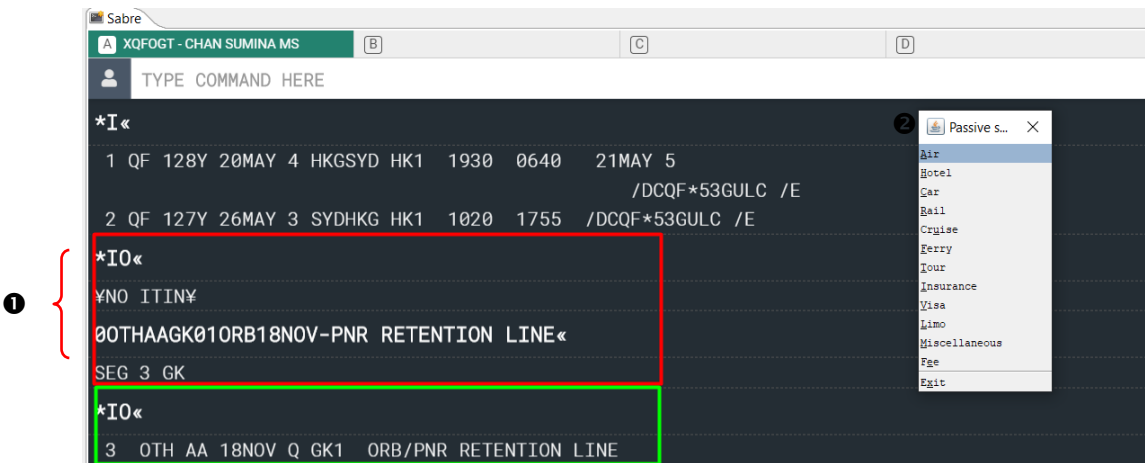 Sabre
A XQFOGT - CHAN SUMINA MS B C D
TYPE COMMAND HERE
*I«
1 QF 128Y 20MAY 4 HKGSYD HK1 1930 0640 21MAY 5
/DCQF*53GULC /E
2 QF 127Y 26MAY 3 SYDHKG HK1 1020 1755 /DCQF*53GULC /E
❶
*IO«
¥NO ITIN¥
0OTHAAGK01ORB18NOV-PNR RETENTION LINE«
SEG 3 GK
*IO«
3 OTH AA 18NOV Q GK1 ORB/PNR RETENTION LINE
❷ Passive s...
Air
Hotel
Car
Rail
Cruise
Ferry
Tour
Insurance
Visa
Limo
Miscellaneous
Fee
Exit